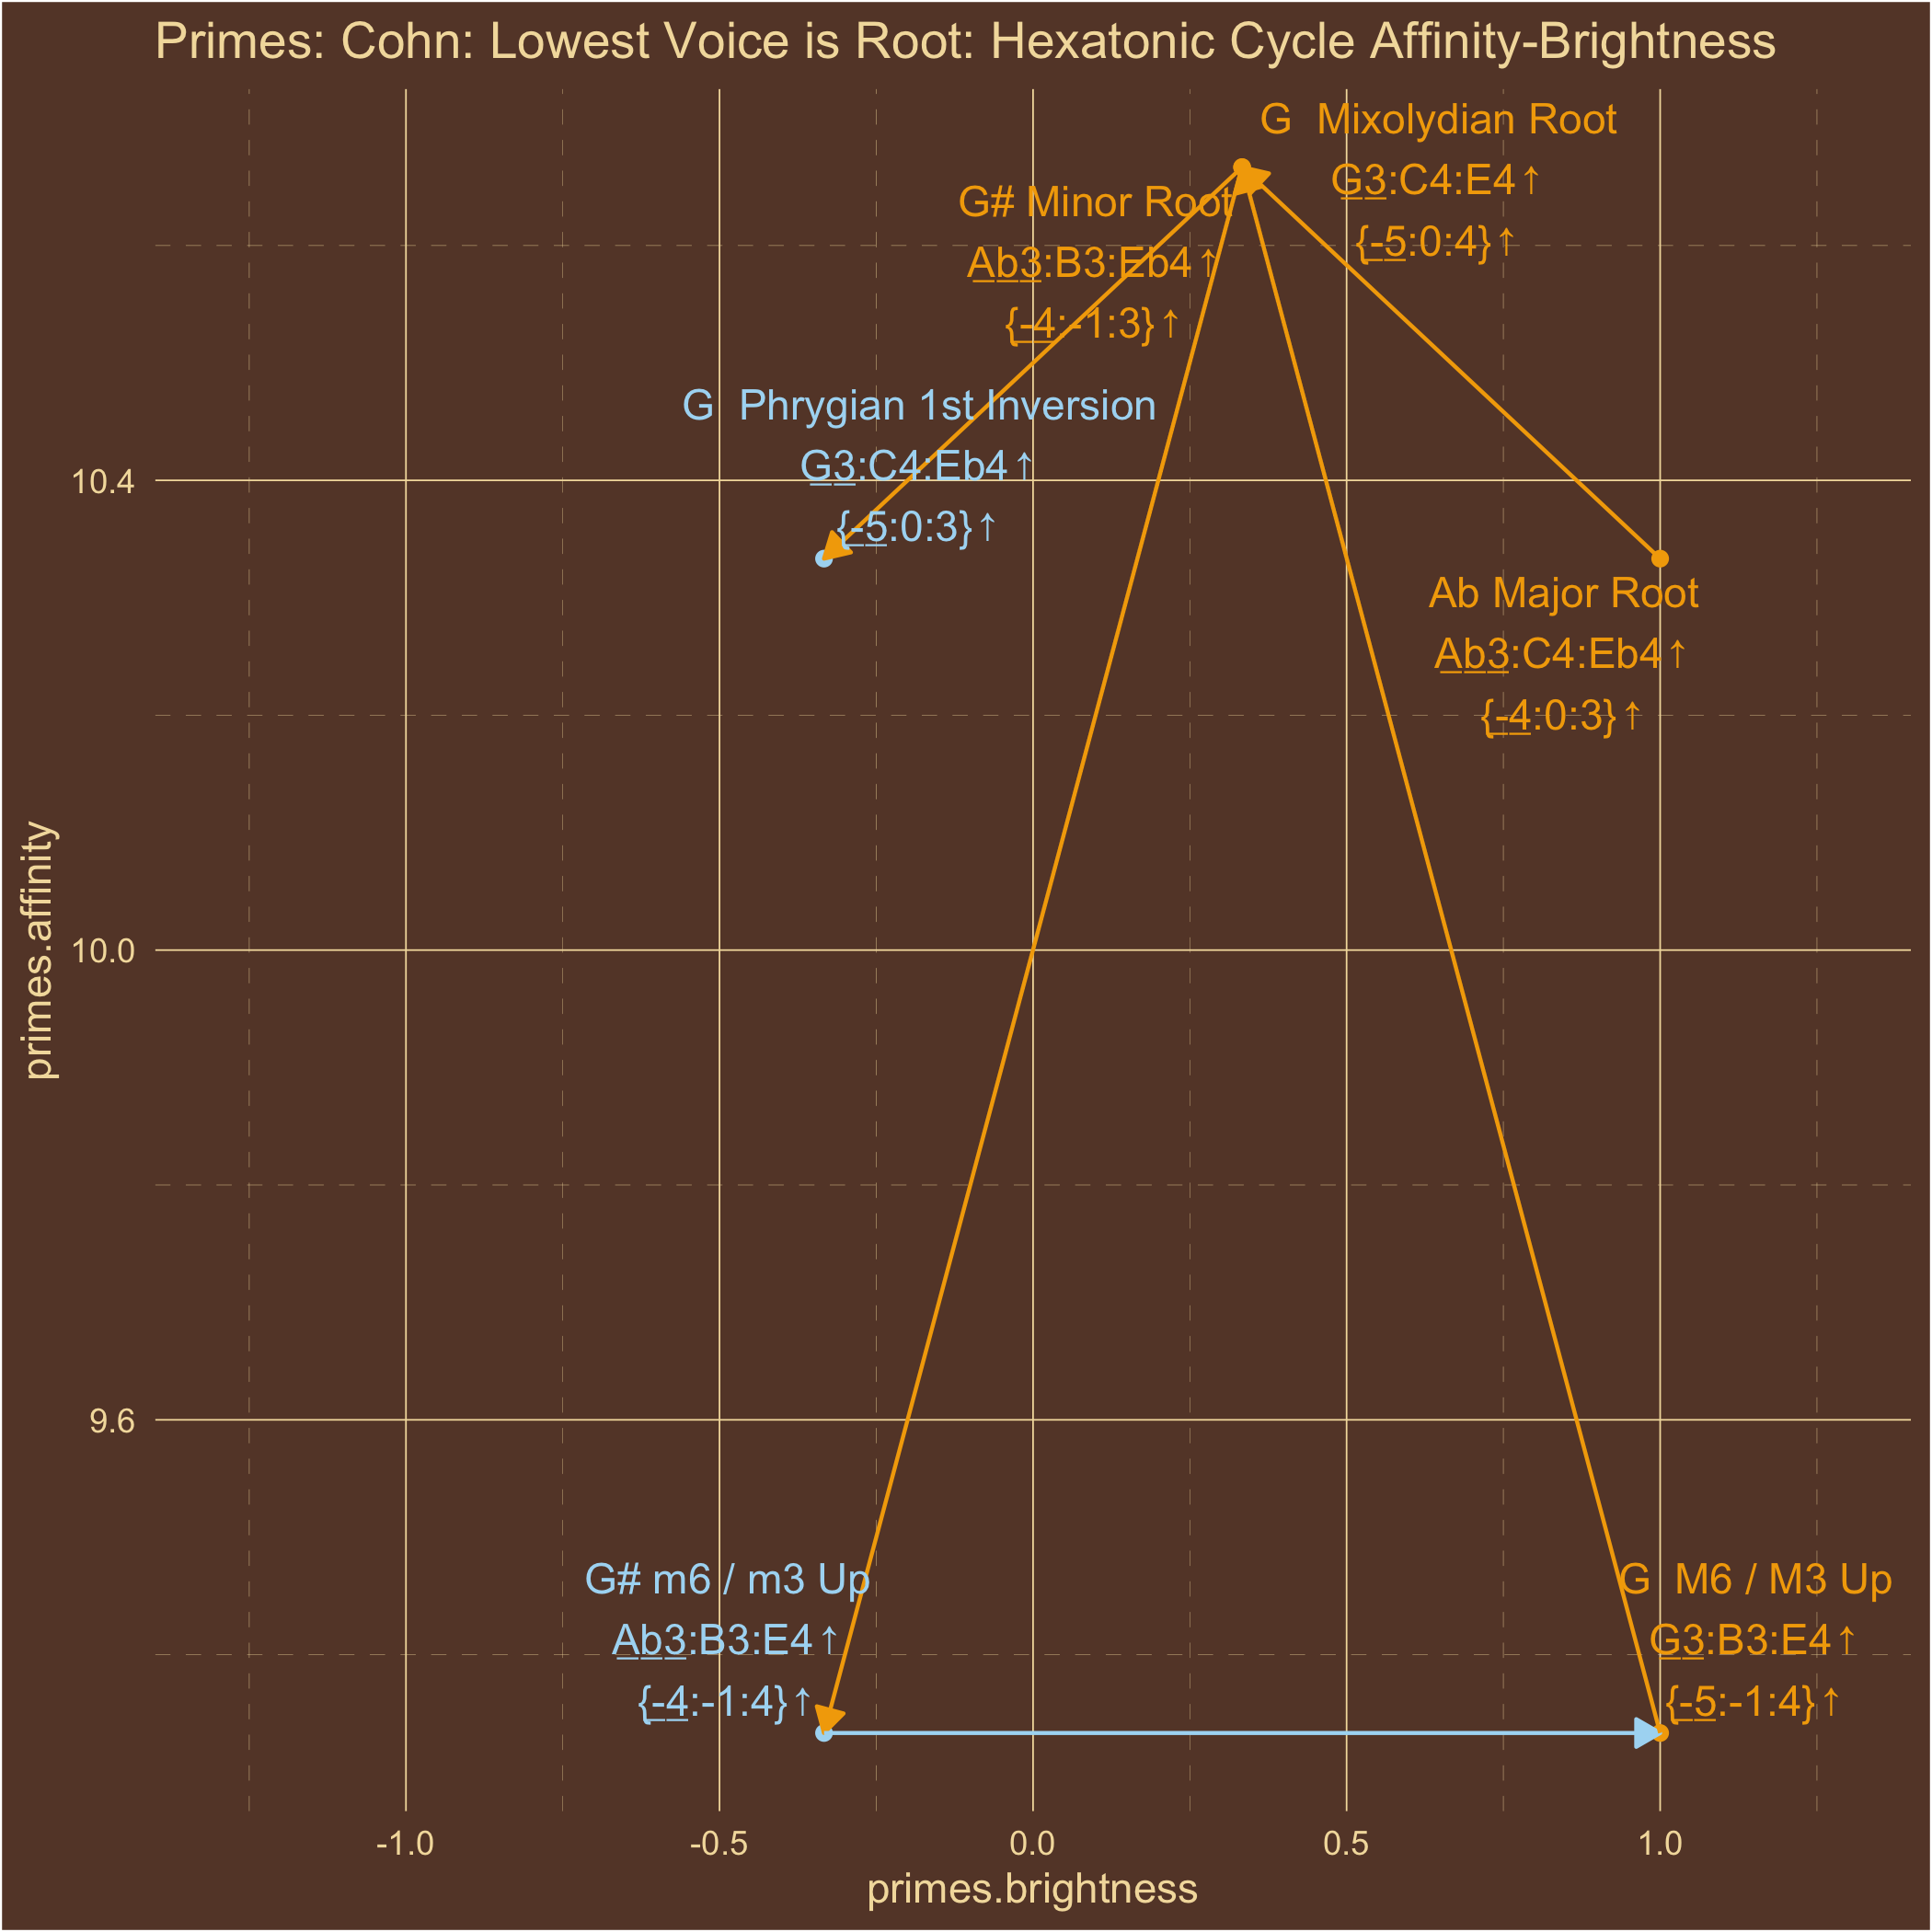 Primes: Cohn: Lowest Voice is Root: Hexatonic Cycle Affinity-Brightness
G  Mixolydian Root
G3:C4:E4↑
{-5:0:4}↑
G# Minor Root
Ab3:B3:Eb4↑
{-4:-1:3}↑
G  Phrygian 1st Inversion
G3:C4:Eb4↑
{-5:0:3}↑
Ab Major Root
Ab3:C4:Eb4↑
{-4:0:3}↑
G# m6 / m3 Up
Ab3:B3:E4↑
{-4:-1:4}↑
G  M6 / M3 Up
G3:B3:E4↑
{-5:-1:4}↑
primes.affinity
10.4
10.0
9.6
-1.0
-0.5
0.0
0.5
1.0
primes.brightness